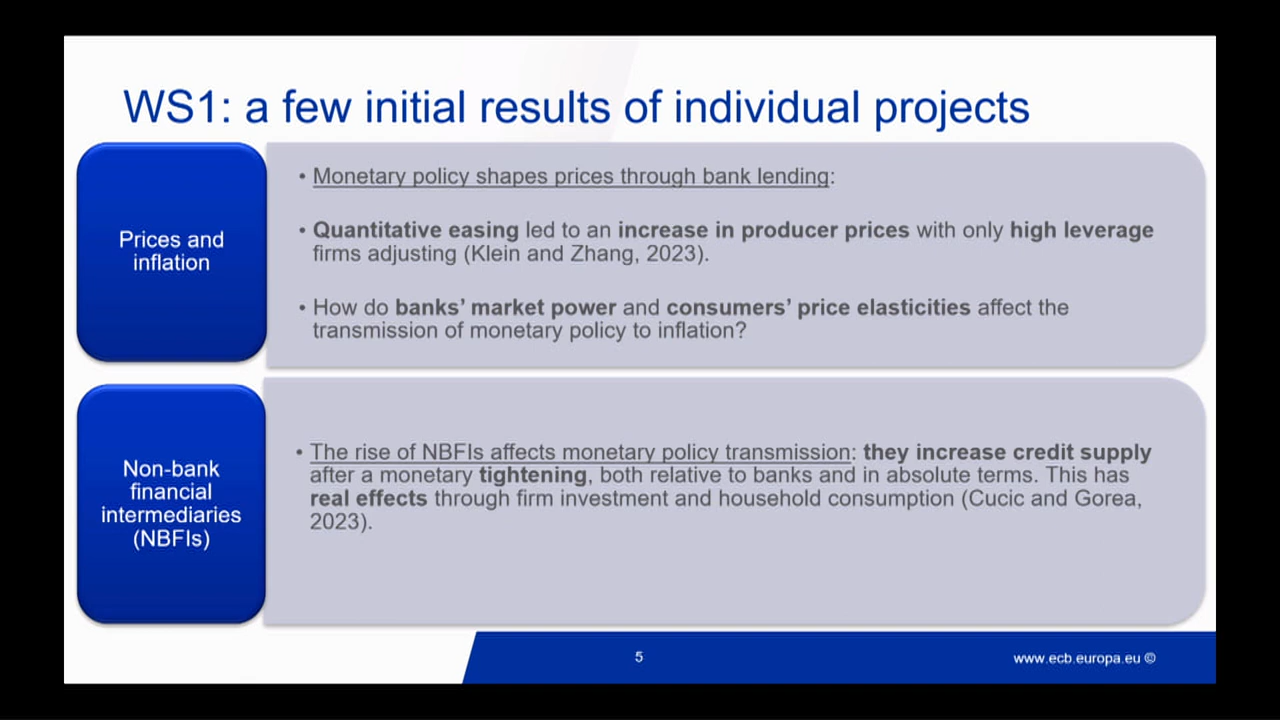 WS1: a few initial results of individual projects
Prices and
inflation
• Monetary policy shapes prices through bank lending:
• Quantitative easing led to an increase in producer prices with only high leverage
firms adjusting (Klein and Zhang, 2023).
• How do banks’ market power and consumers’ price elasticities affect the
transmission of monetary policy to inflation?
Non-bank
financial
intermediaries
(NBFIs)
• The rise of NBFIs affects monetary policy transmission: they increase credit supply
after a monetary tightening, both relative to banks and in absolute terms. This has
real effects through firm investment and household consumption (Cucic and Gorea,
2023).
5
www.ecb.europa.eu ©